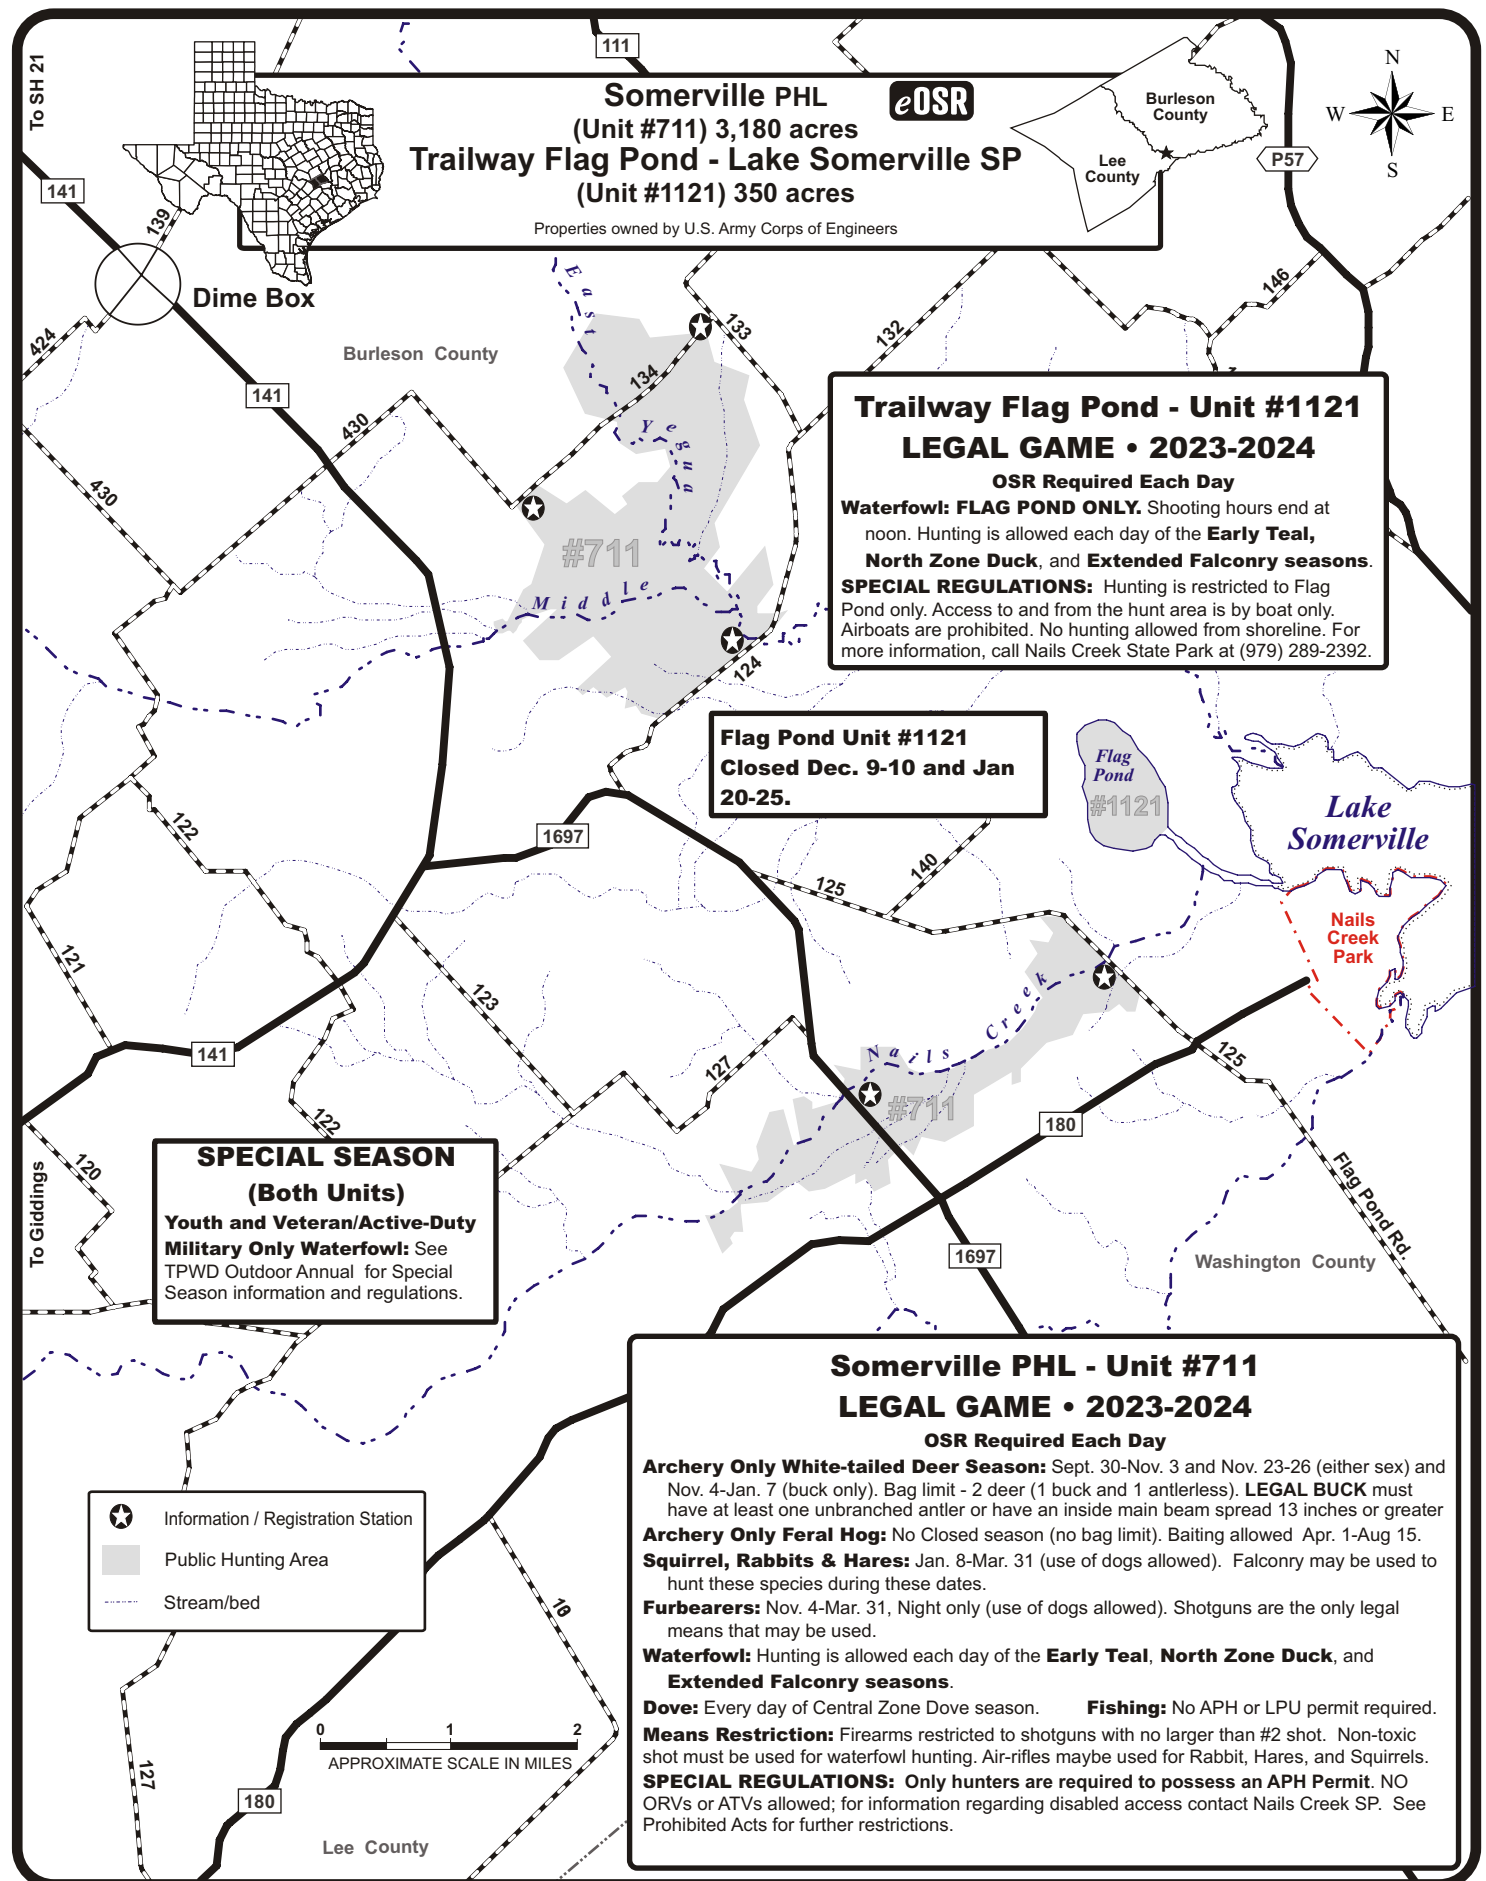 To SH 21
111
Somerville PHL
(Unit #711) 3,180 acres
Trailway Flag Pond - Lake Somerville SP
(Unit #1121) 350 acres
Properties owned by U.S. Army Corps of Engineers
eOSR
Burleson
County
Lee
County
N
W
E
S
P57
141
139
Dime Box
424
Burleson County
141
430
430
East Yegua
133
134
132
146
#711
Middle
124
Trailway Flag Pond - Unit #1121
LEGAL GAME • 2023-2024
OSR Required Each Day
Waterfowl: FLAG POND ONLY. Shooting hours end at
noon. Hunting is allowed each day of the Early Teal,
North Zone Duck, and Extended Falconry seasons.
SPECIAL REGULATIONS: Hunting is restricted to Flag
Pond only. Access to and from the hunt area is by boat only.
Airboats are prohibited. No hunting allowed from shoreline. For
more information, call Nails Creek State Park at (979) 289-2392.
Flag Pond Unit #1121
Closed Dec. 9-10 and Jan
20-25.
Flag
Pond
#1121
Lake
Somerville
Nails
Creek
Park
122
1697
125
140
121
123
141
127
Nails Creek
#711
125
180
122
120
To Giddings
Flag Pond Rd.
1697
Washington County
SPECIAL SEASON
(Both Units)
Youth and Veteran/Active-Duty
Military Only Waterfowl: See
TPWD Outdoor Annual for Special
Season information and regulations.
Somerville PHL - Unit #711
LEGAL GAME • 2023-2024
OSR Required Each Day
Archery Only White-tailed Deer Season: Sept. 30-Nov. 3 and Nov. 23-26 (either sex) and
Nov. 4-Jan. 7 (buck only). Bag limit - 2 deer (1 buck and 1 antlerless). LEGAL BUCK must
have at least one unbranched antler or have an inside main beam spread 13 inches or greater
Archery Only Feral Hog: No Closed season (no bag limit). Baiting allowed Apr. 1-Aug 15.
Squirrel, Rabbits & Hares: Jan. 8-Mar. 31 (use of dogs allowed). Falconry may be used to
hunt these species during these dates.
Furbearers: Nov. 4-Mar. 31, Night only (use of dogs allowed). Shotguns are the only legal
means that may be used.
Waterfowl: Hunting is allowed each day of the Early Teal, North Zone Duck, and
Extended Falconry seasons.
Dove: Every day of Central Zone Dove season. Fishing: No APH or LPU permit required.
Means Restriction: Firearms restricted to shotguns with no larger than #2 shot. Non-toxic
shot must be used for waterfowl hunting. Air-rifles maybe used for Rabbit, Hares, and Squirrels.
SPECIAL REGULATIONS: Only hunters are required to possess an APH Permit. NO
ORVs or ATVs allowed; for information regarding disabled access contact Nails Creek SP. See
Prohibited Acts for further restrictions.
Information / Registration Station
Public Hunting Area
Stream/bed
0 1 2
APPROXIMATE SCALE IN MILES
127
180
Lee County